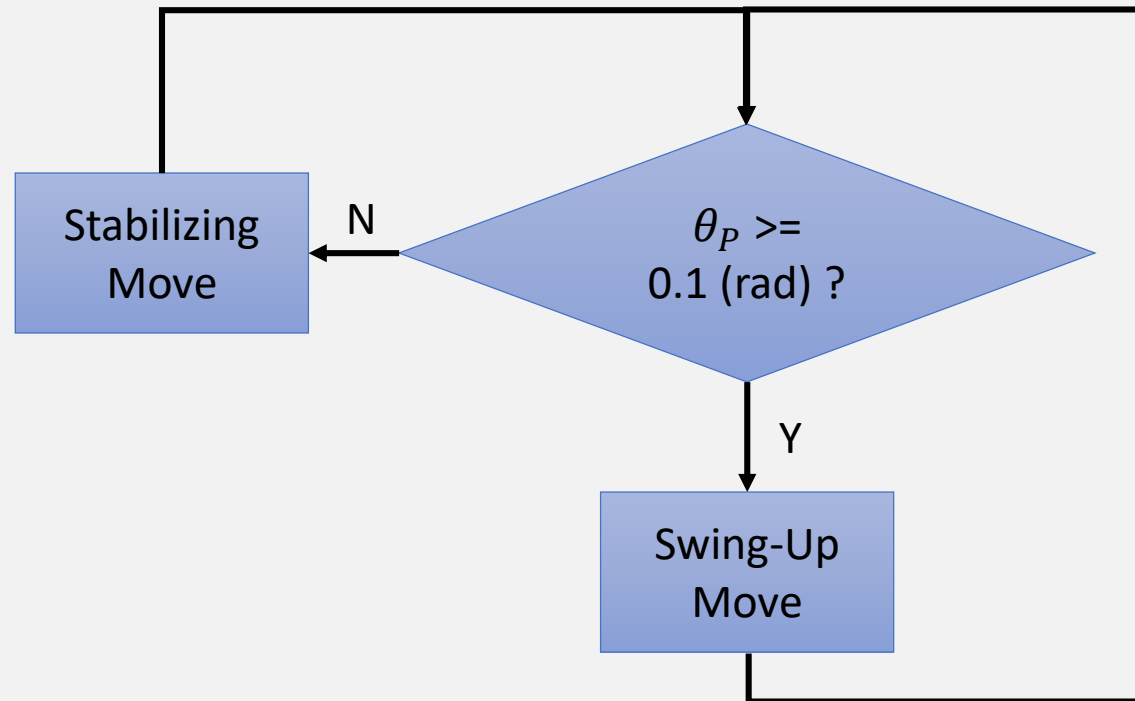 Stabilizing
Move
N
θ_P >=
0.1 (rad) ?
Y
Swing-Up
Move